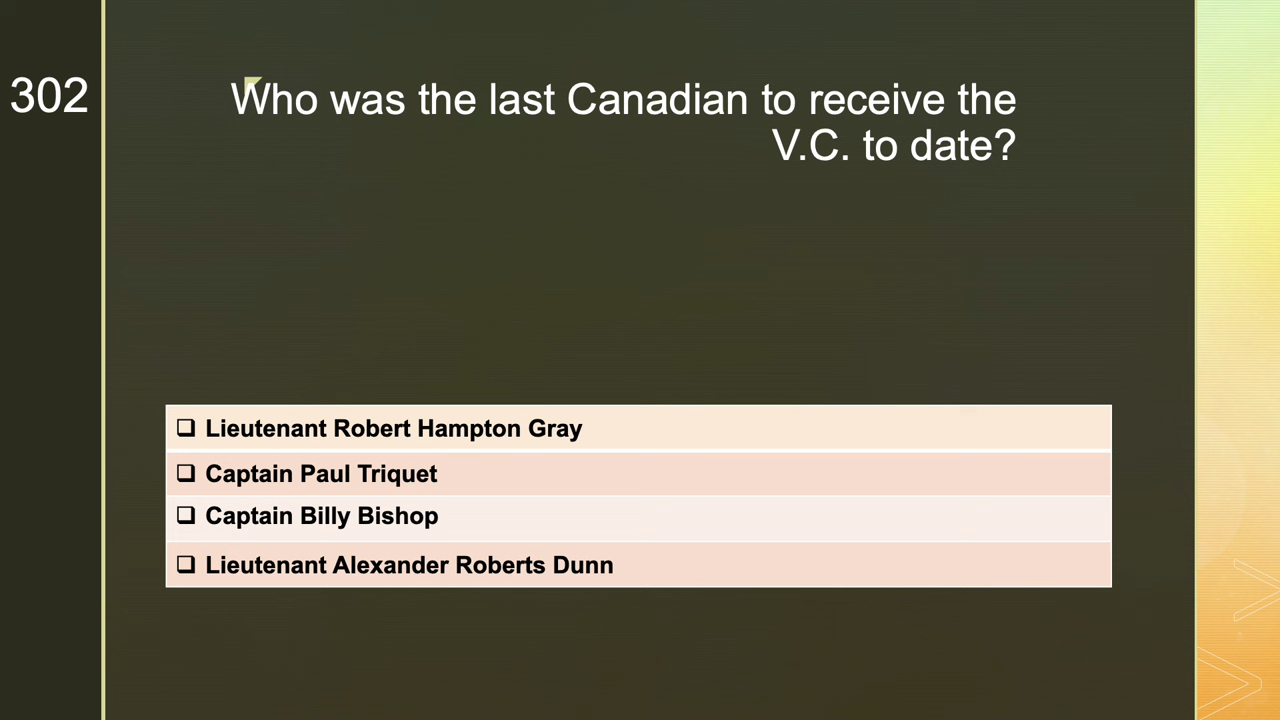 302
Who was the last Canadian to receive the
V.C. to date?
❑ Lieutenant Robert Hampton Gray
❑ Captain Paul Triquet
❑ Captain Billy Bishop
❑ Lieutenant Alexander Roberts Dunn